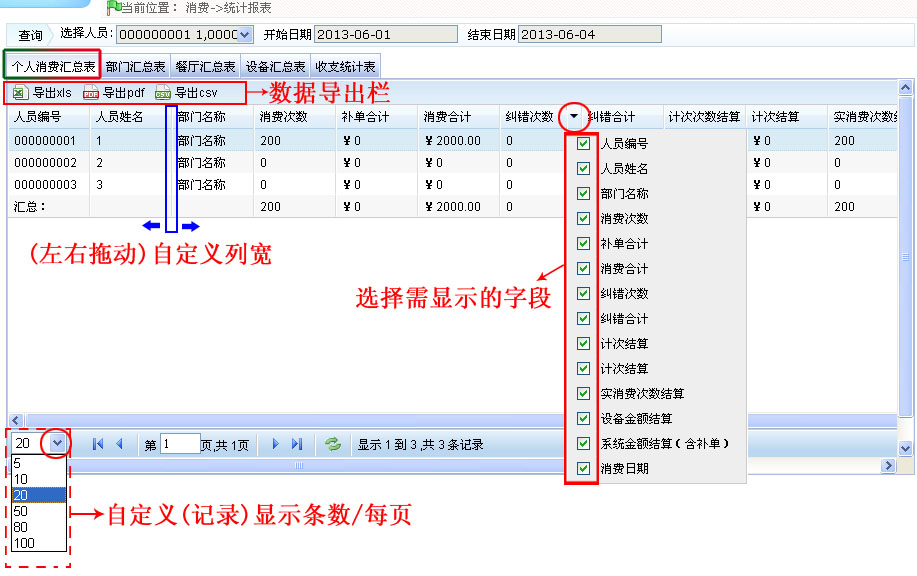 当前位置： 消费->统计报表
查询 选择人员: 000000001 1,000C 开始日期 2013-06-01 结束日期 2013-06-04
个人消费汇总表 部门汇总表 餐厅汇总表 设备汇总表 收支统计表
导出xls 导出pdf 导出csv 数据导出栏
人员编号 人员姓名 部门名称 消费次数 补单合计 消费合计 纠错次数 纠错合计 计次次数结算 计次结算 实消费次数结
000000001 1 部门名称 200 ¥ 0 ¥ 2000.00 0 ¥ 0 200
000000002 2 部门名称 0 ¥ 0 ¥ 0 0 ¥ 0 0
000000003 3 部门名称 0 ¥ 0 ¥ 0 0 ¥ 0 0
汇总： 200 ¥ 0 ¥ 2000.00 0 ¥ 0 200
人员编号
人员姓名
部门名称
消费次数
补单合计
消费合计
纠错次数
纠错合计
计次结算
计次结算
实消费次数结算
设备金额结算
系统金额结算（含补单）
消费日期
(左右拖动)自定义列宽
选择需显示的字段
20 第 1 页,共 1页 显示 1 到 3 ,共 3 条记录
5
10
20
50
80
100
自定义(记录)显示条数/每页